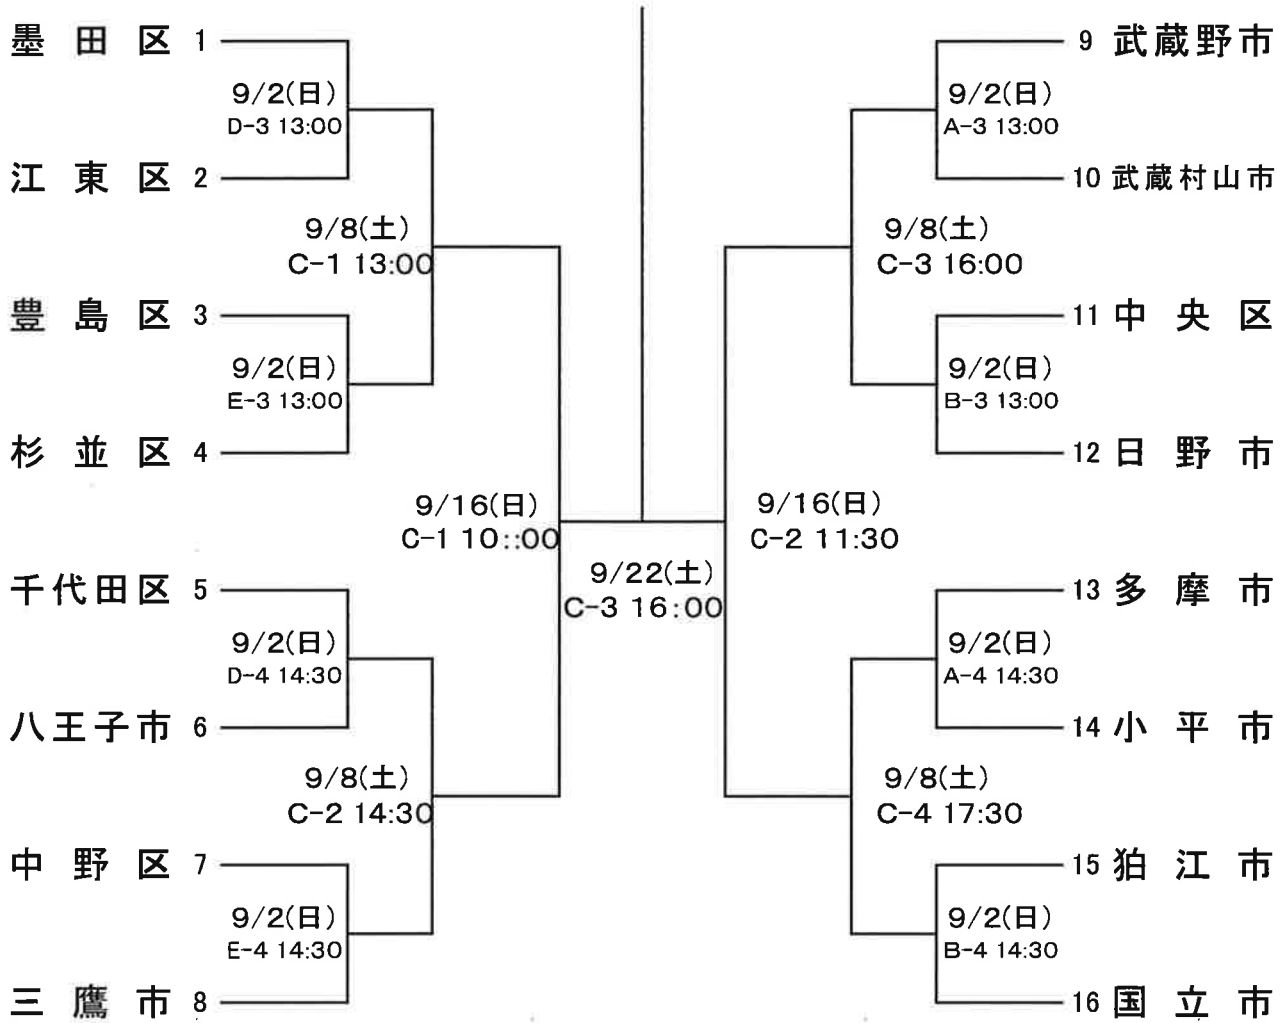 墨田区 1
9/2(日)
D-3 13:00
江東区 2
9/8(土)
C-1 13:00
豊島区 3
9/2(日)
E-3 13:00
杉並区 4
9/16(日)
C-1 10::00
千代田区 5
9/2(日)
D-4 14:30
八王子市 6
9/8(土)
C-2 14:30
中野区 7
9/2(日)
E-4 14:30
三鷹市 8
9/22(土)
C-3 16:00
9 武蔵野市
9/2(日)
A-3 13:00
10 武蔵村山市
9/8(土)
C-3 16:00
11 中央区
9/2(日)
B-3 13:00
12 日野市
9/16(日)
C-2 11:30
13 多摩市
9/2(日)
A-4 14:30
14 小平市
9/8(土)
C-4 17:30
15 狛江市
9/2(日)
B-4 14:30
16 国立市